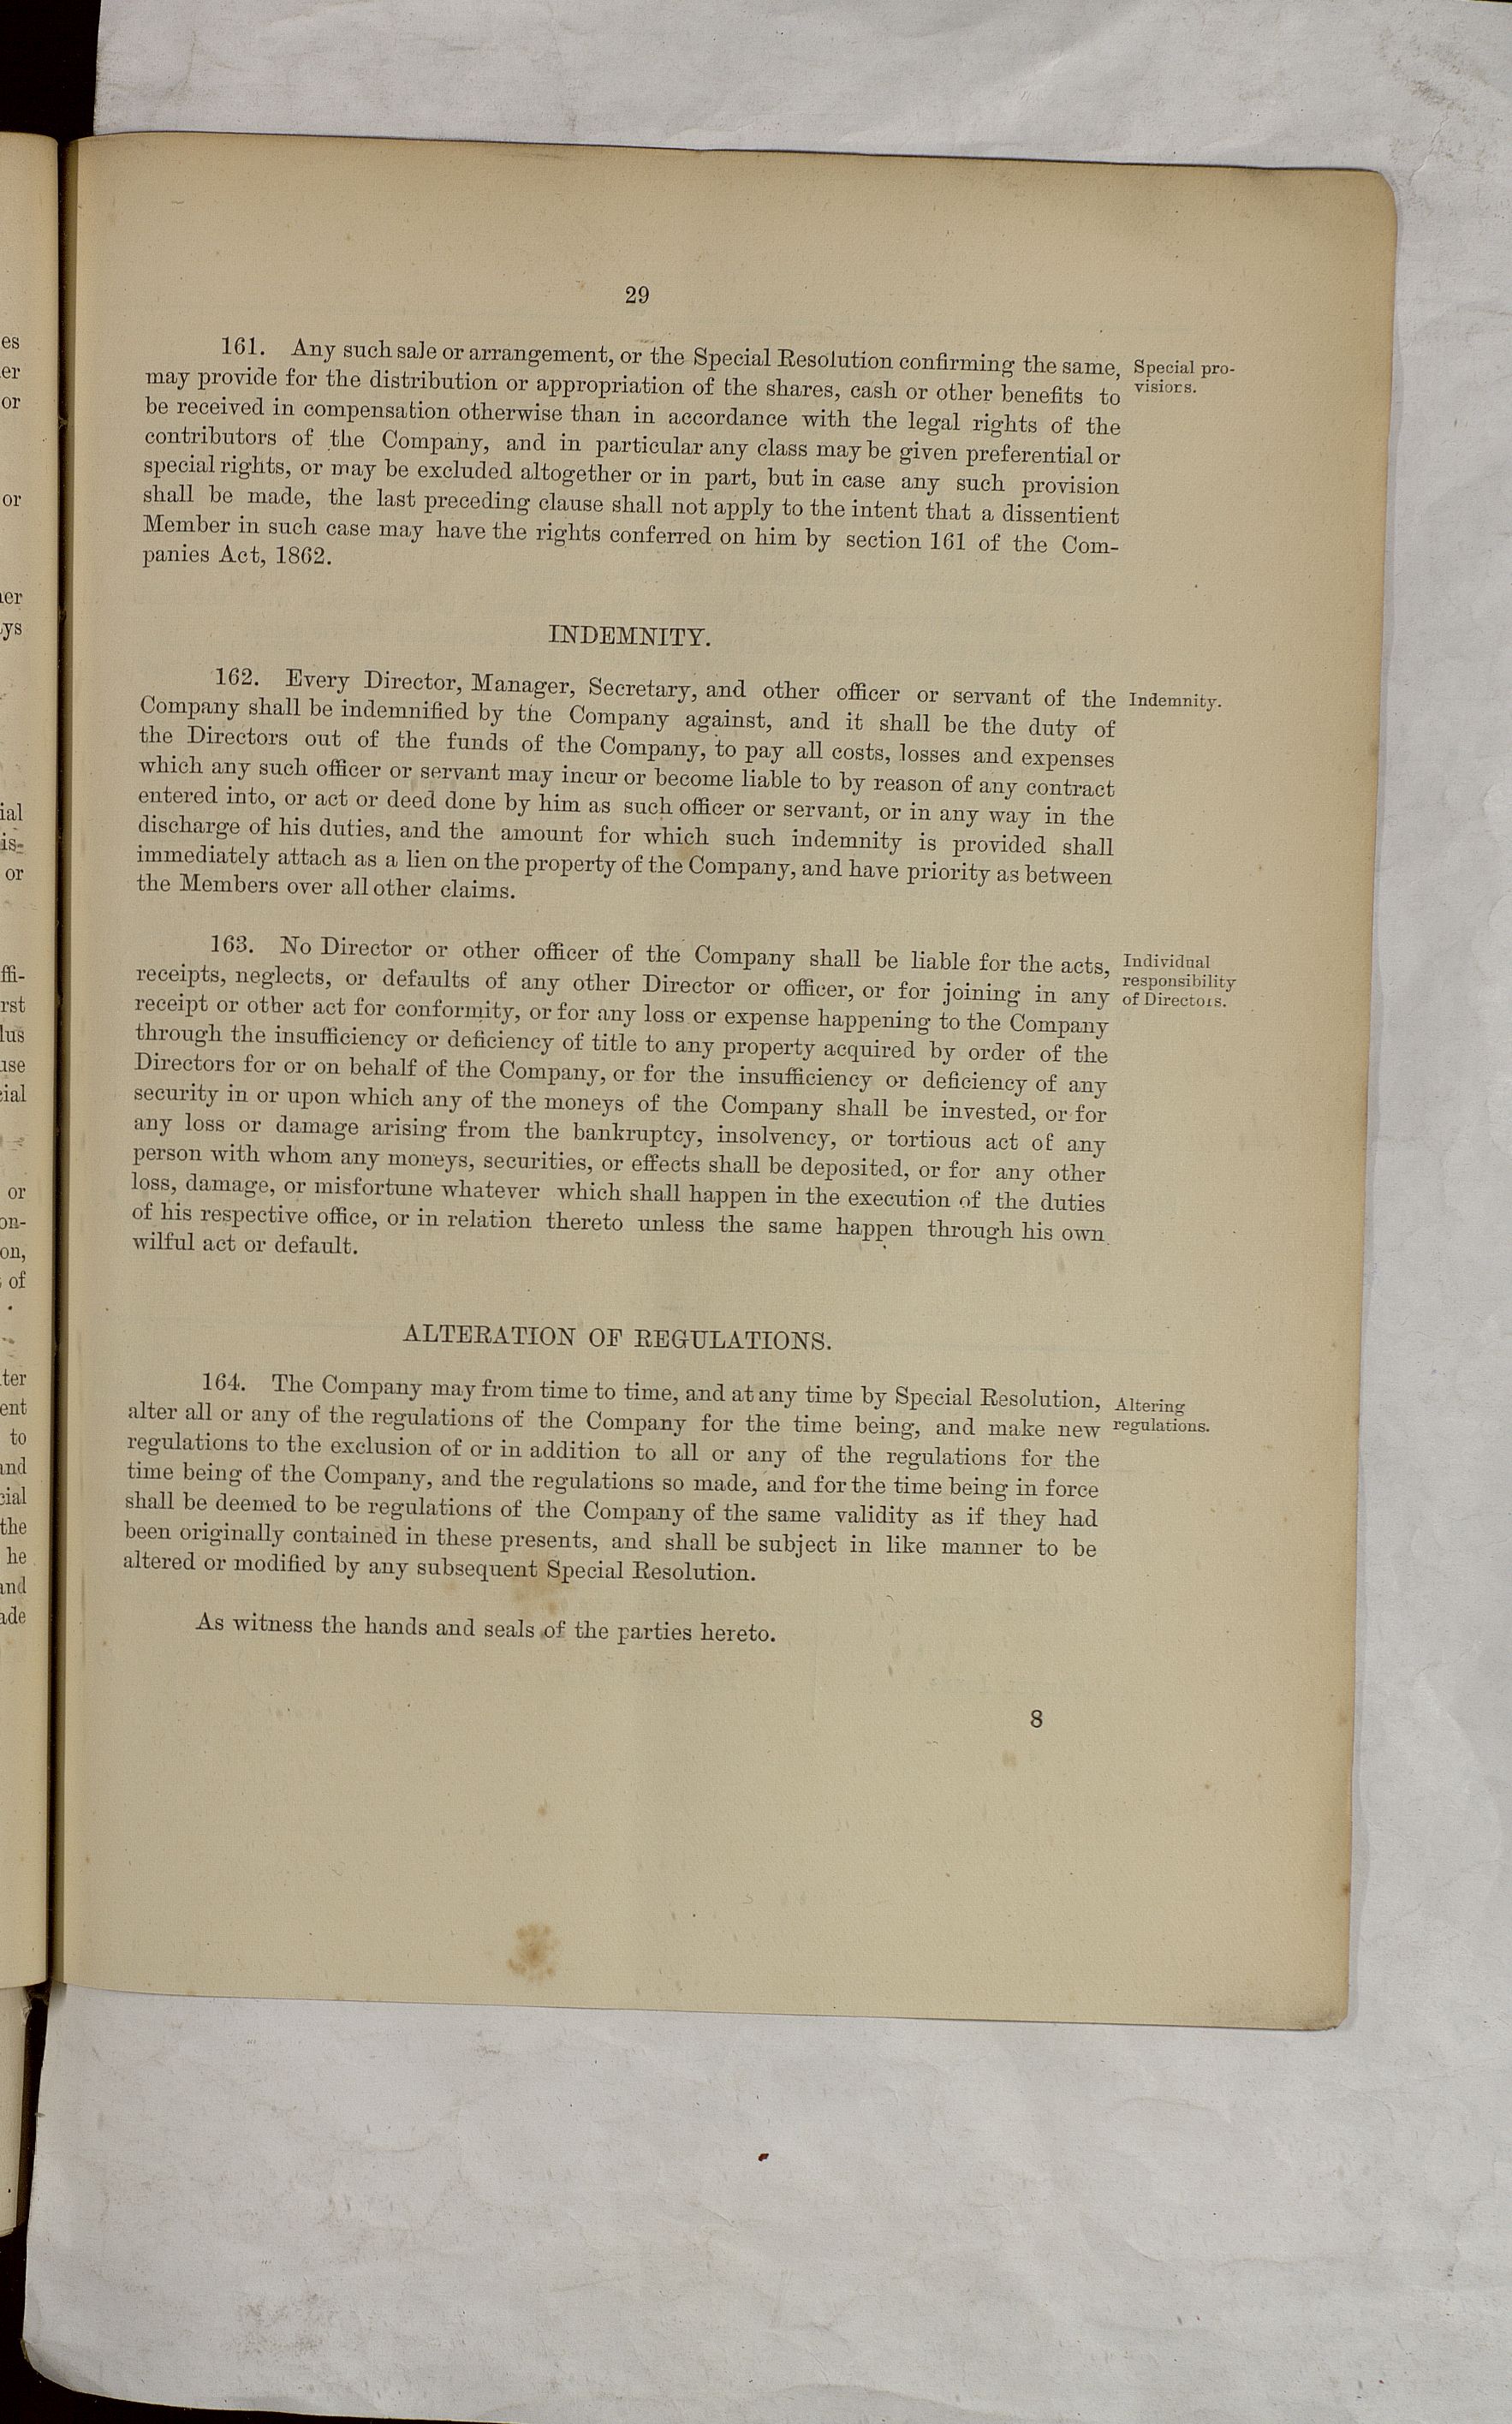 29
161. Any such sale or arrangement, or the Special Resolution confirming the same,
may provide for the distribution or appropriation of the shares, cash or other benefits to
be received in compensation otherwise than in accordance with the legal rights of the
contributors of the Company, and in particular any class may be given preferential or
special rights, or may be excluded altogether or in part, but in case any such provision
shall be made, the last preceding clause shall not apply to the intent that a dissentient
Member in such case may have the rights conferred on him by section 161 of the Com-
panies Act, 1862.
Special pro-
visions.
INDEMNITY.
162. Every Director, Manager, Secretary, and other officer or servant of the
Company shall be indemnified by the Company against, and it shall be the duty of
the Directors out of the funds of the Company, to pay all costs, losses and expenses
which any such officer or servant may incur or become liable to by reason of any contract
entered into, or act or deed done by him as such officer or servant, or in any way in the
discharge of his duties, and the amount for which such indemnity is provided shall
immediately attach as a lien on the property of the Company, and have priority as between
the Members over all other claims.
Indemnity.
163. No Director or other officer of the Company shall be liable for the acts,
receipts, neglects, or defaults of any other Director or officer, or for joining in any
receipt or other act for conformity, or for any loss or expense happening to the Company
through the insufficiency or deficiency of title to any property acquired by order of the
Directors for or on behalf of the Company, or for the insufficiency or deficiency of any
security in or upon which any of the moneys of the Company shall be invested, or for
any loss or damage arising from the bankruptcy, insolvency, or tortious act of any
person with whom any moneys, securities, or effects shall be deposited, or for any other
loss, damage, or misfortune whatever which shall happen in the execution of the duties
of his respective office, or in relation thereto unless the same happen through his own
wilful act or default.
Individual
responsibility
of Directors.
ALTERATION OF REGULATIONS.
164. The Company may from time to time, and at any time by Special Resolution,
alter all or any of the regulations of the Company for the time being, and make new
regulations to the exclusion of or in addition to all or any of the regulations for the
time being of the Company, and the regulations so made, and for the time being in force
shall be deemed to be regulations of the Company of the same validity as if they had
been originally contained in these presents, and shall be subject in like manner to be
altered or modified by any subsequent Special Resolution.
Altering
regulations.
As witness the hands and seals of the parties hereto.
8